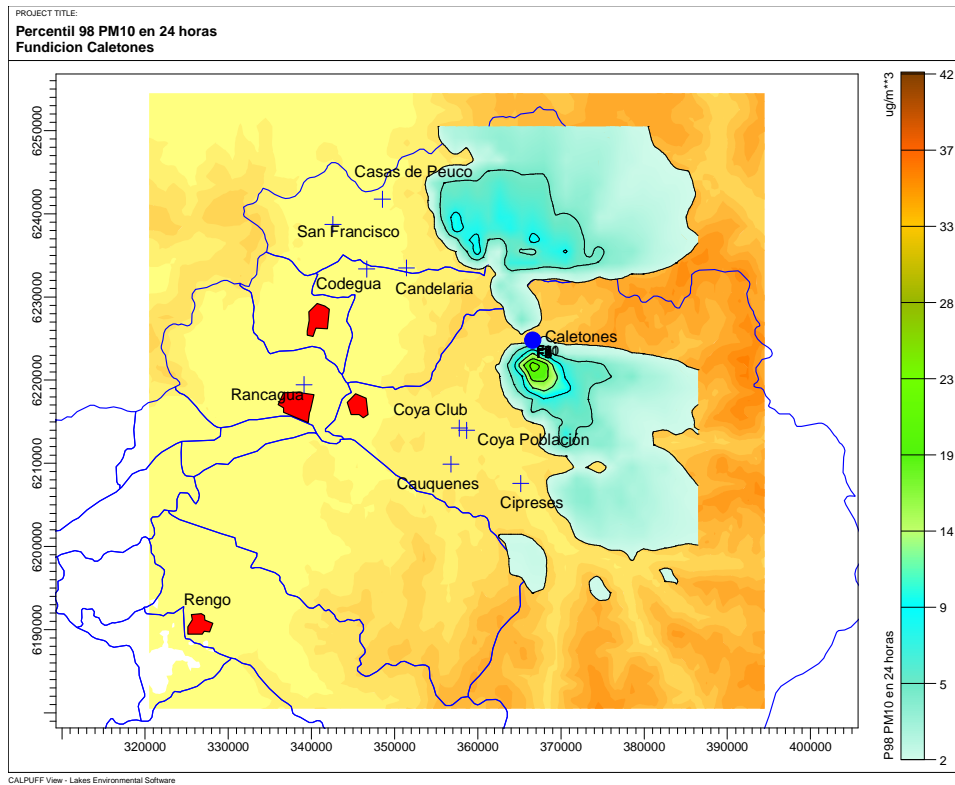 PROJECT TITLE:
Percentil 98 PM10 en 24 horas
Fundicion Caletones
6250000
6240000
6230000
6220000
6210000
6200000
6190000
Casas de Peuco
San Francisco
Codegua
Candelaria
Caletones
Rancagua
Coya Club
Coya Población
Cauquenes
Cipreses
Rengo
320000 330000 340000 350000 360000 370000 380000 390000 400000
ug/m**3
42
37
33
28
23
19
14
9
5
2
P98 PM10 en 24 horas
CALPUFF View - Lakes Environmental Software